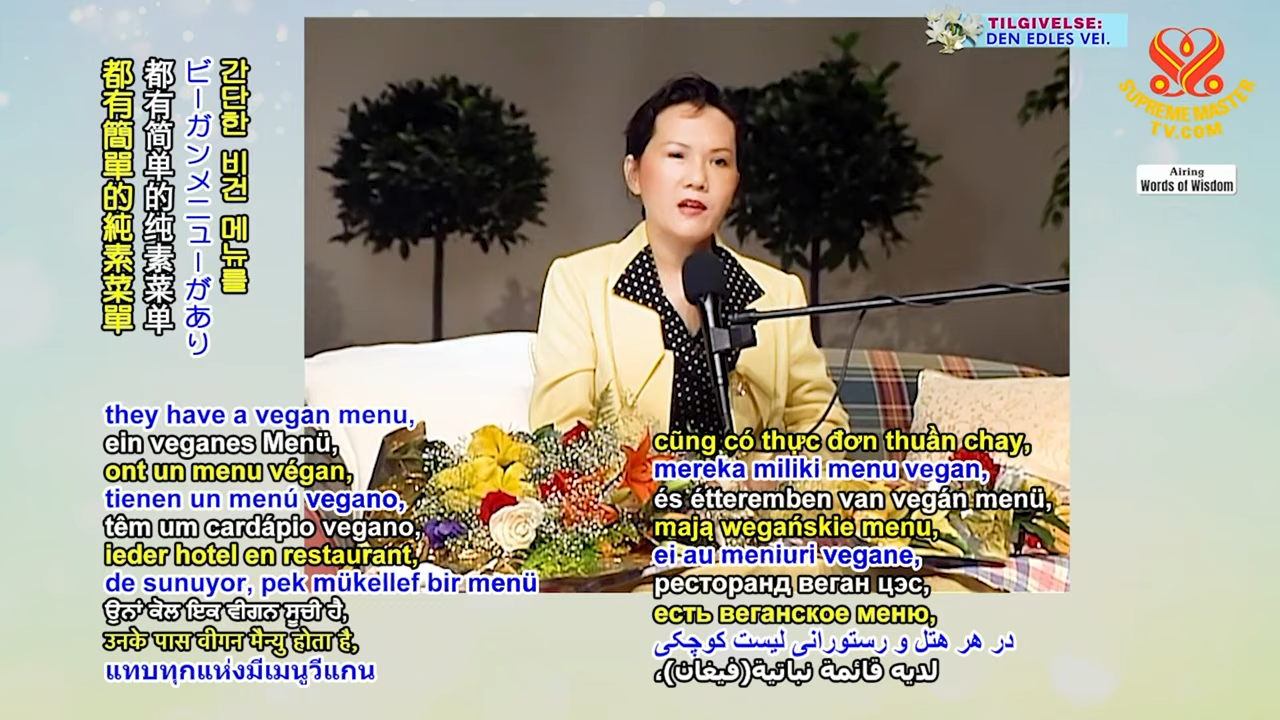 TILGIVELSE:
DEN EDLES VEI.
SUPREME MASTER
TV.COM
Airing
Words of Wisdom
간단한 비건 메뉴를
ビーガンメニューがあり
都有简单的纯素菜单
都有簡單的純素菜單
they have a vegan menu,
ein veganes Menü,
ont un menu végan,
tienen un menú vegano,
têm um cardápio vegano,
ieder hotel en restaurant,
de sunuyor, pek mükellef bir menü
ਉਨਾਂ ਕੋਲ ਇਕ ਵੀਗਨ ਸੂਚੀ ਹੈ,
उनके पास वीगन मैन्यु होता है,
แทบทุกแห่งมีเมนูวีแกน
cũng có thực đơn thuần chay,
mereka miliki menu vegan,
és étteremben van vegán menü,
mają wegańskie menu,
ei au meniuri vegane,
ресторанд веган цэс,
есть веганское меню,
در هر هتل و رستورانی لیست کوچکی
لديه قائمة نباتية(فيغان)،